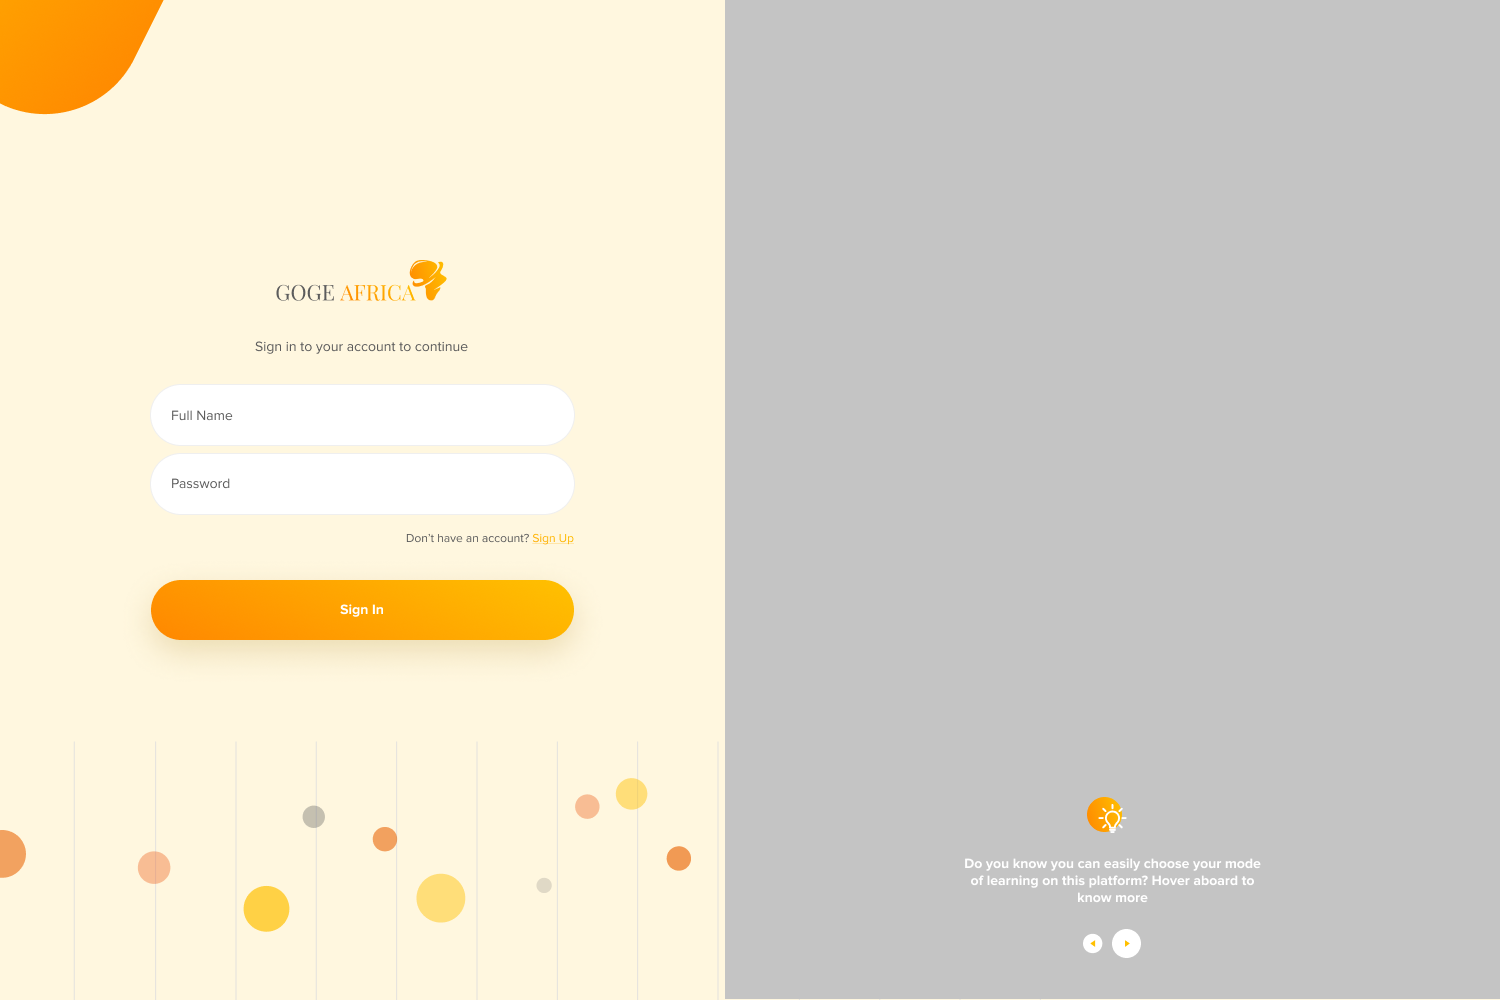 GOGE AFRICA
Sign in to your account to continue
Full Name
Password
Don't have an account? Sign Up
Sign In
Do you know you can easily choose your mode
of learning on this platform? Hover aboard to
know more